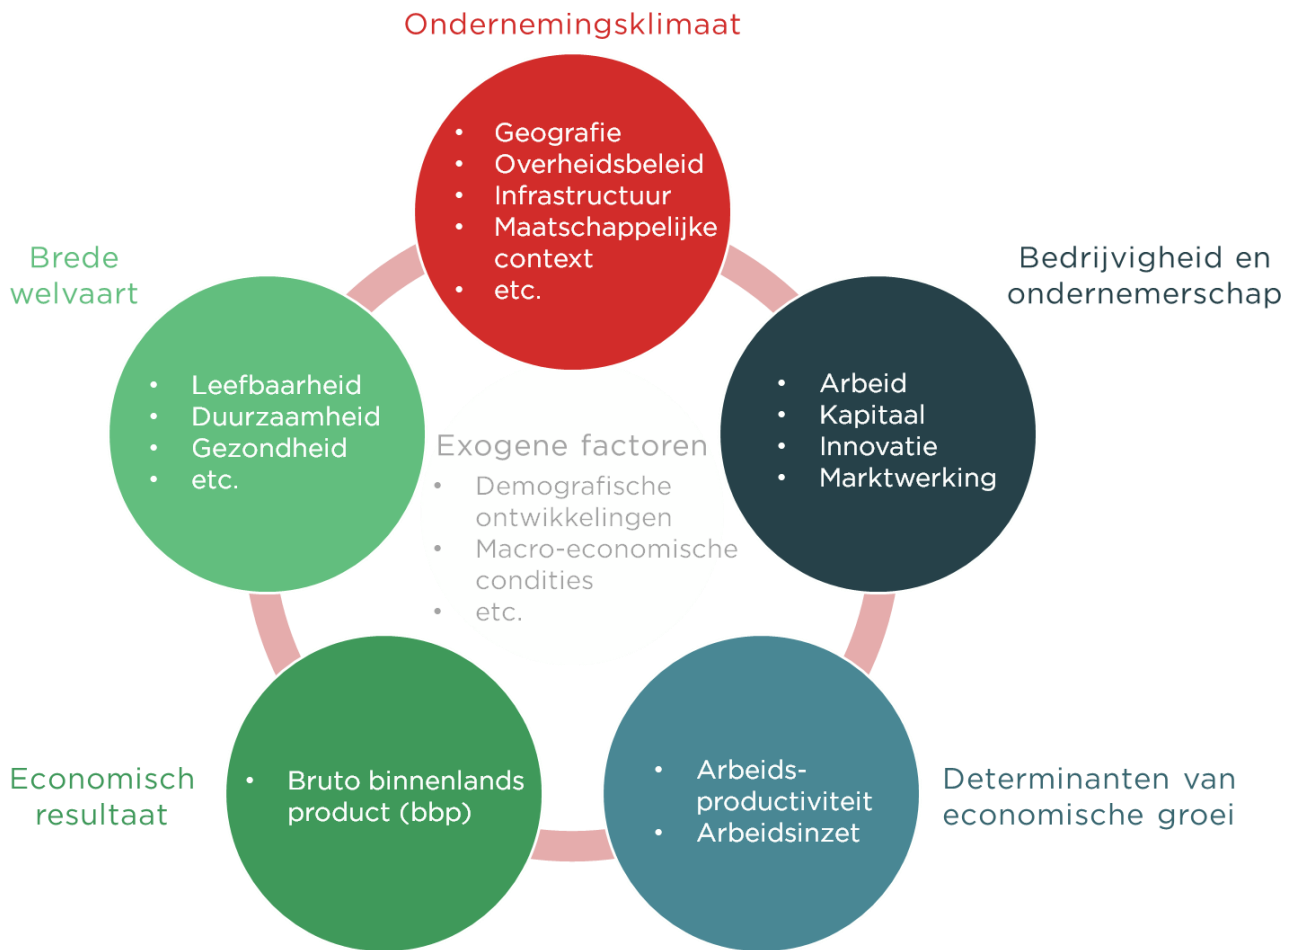 Ondernemingsklimaat
• Geografie
• Overheidsbeleid
• Infrastructuur
• Maatschappelijke
context
• etc.
Brede
welvaart
• Leefbaarheid
• Duurzaamheid
• Gezondheid
• etc.
Bedrijvigheid en
ondernemerschap
• Arbeid
• Kapitaal
• Innovatie
• Marktwerking
Exogene factoren
• Demografische
ontwikkelingen
• Macro-economische
condities
• etc.
Economisch
resultaat
• Bruto binnenlands
product (bbp)
• Arbeids-
productiviteit
• Arbeidsinzet
Determinanten van
economische groei